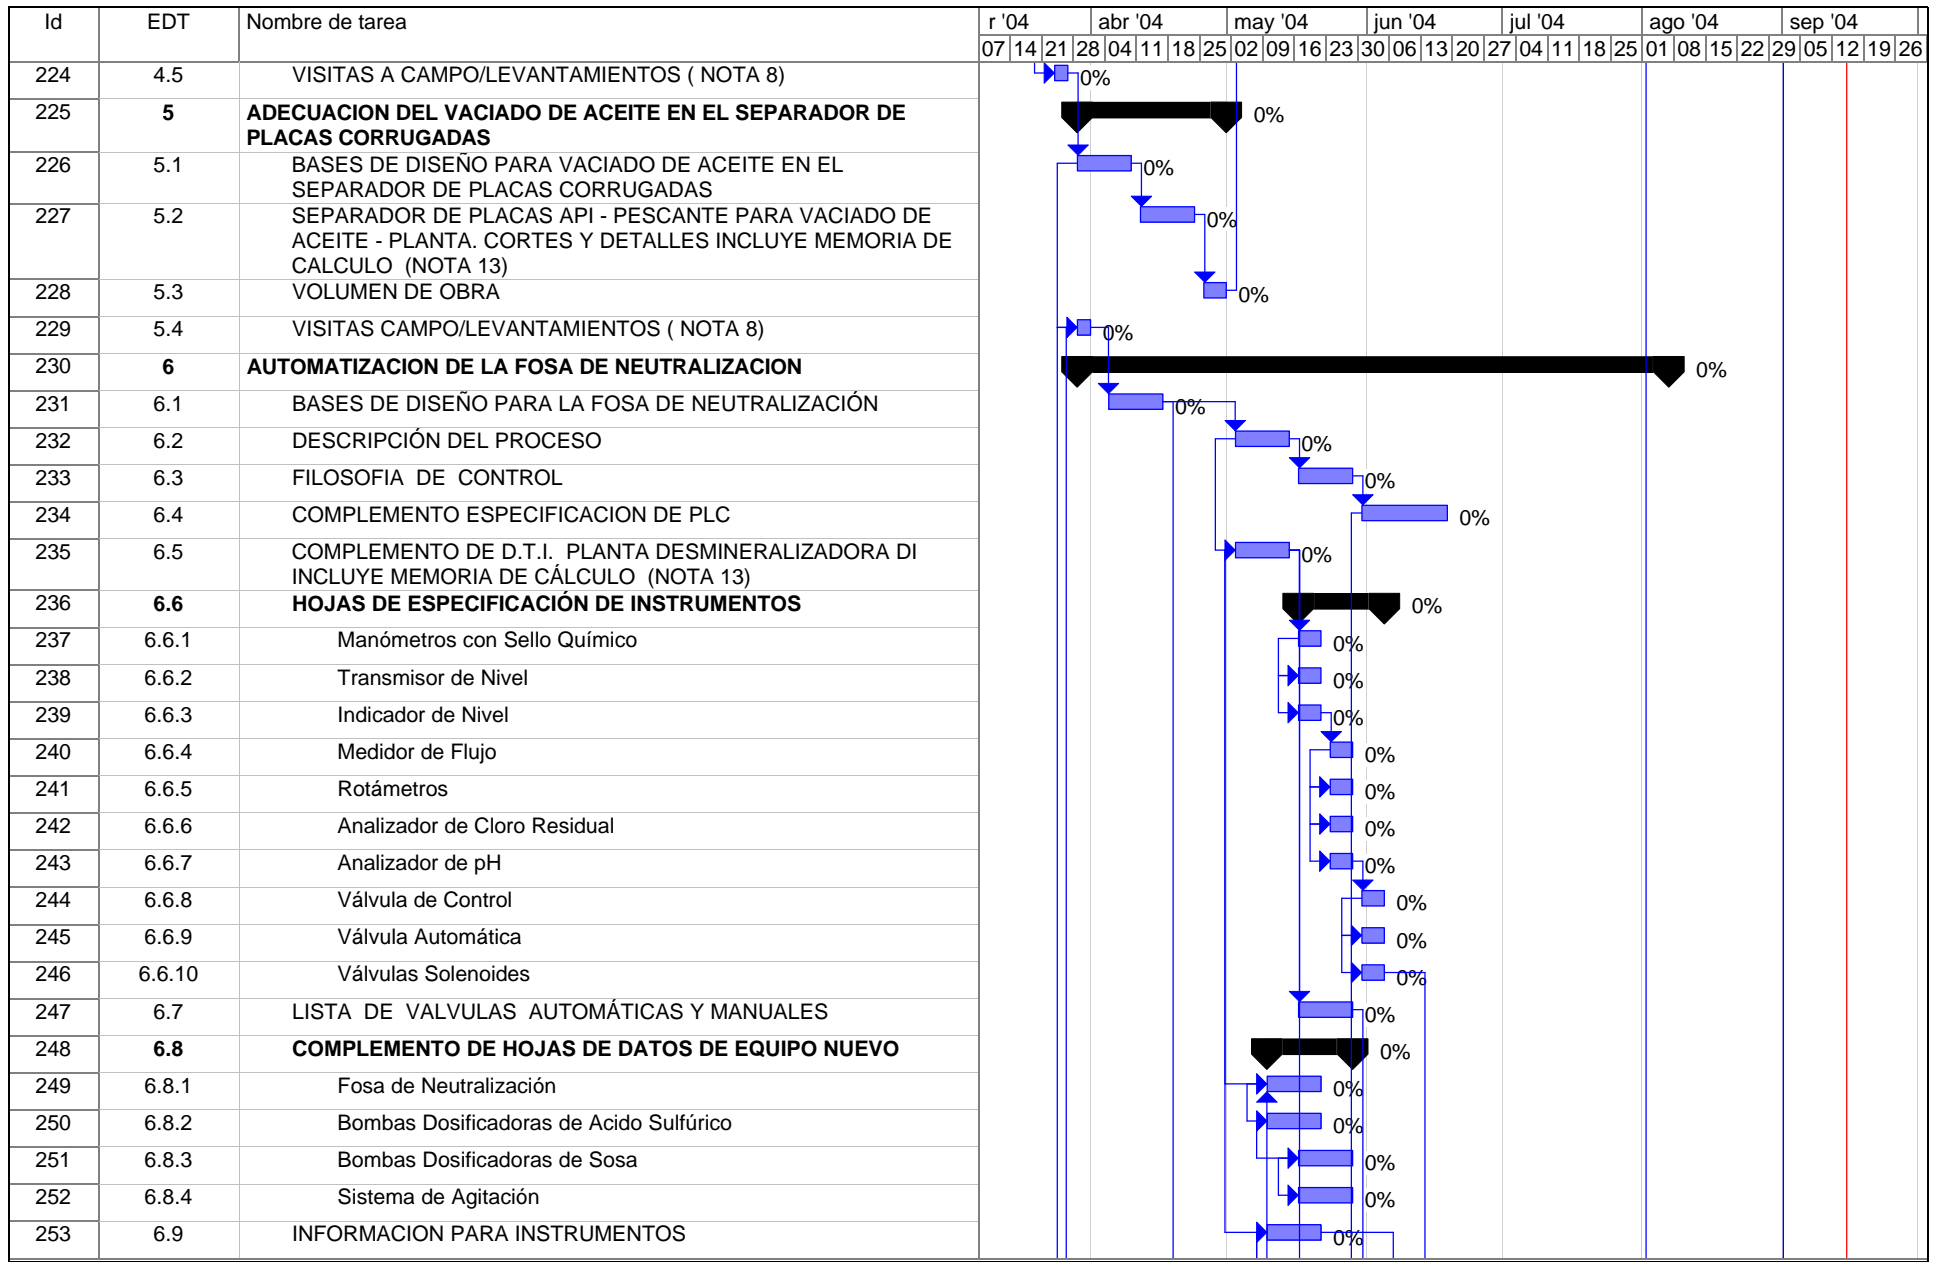 Id EDT Nombre de tarea r '04 abr '04 may '04 jun '04 jul '04 ago '04 sep '04
07 14 21 28 04 11 18 25 02 09 16 23 30 06 13 20 27 04 11 18 25 01 08 15 22 29 05 12 19 26
224 4.5 VISITAS A CAMPO/LEVANTAMIENTOS ( NOTA 8) 0%
225 5 ADECUACION DEL VACIADO DE ACEITE EN EL SEPARADOR DE 0%
PLACAS CORRUGADAS
226 5.1 BASES DE DISEÑO PARA VACIADO DE ACEITE EN EL 0%
SEPARADOR DE PLACAS CORRUGADAS
227 5.2 SEPARADOR DE PLACAS API - PESCANTE PARA VACIADO DE 0%
ACEITE - PLANTA. CORTES Y DETALLES INCLUYE MEMORIA DE
CALCULO (NOTA 13)
228 5.3 VOLUMEN DE OBRA 0%
229 5.4 VISITAS CAMPO/LEVANTAMIENTOS ( NOTA 8) 0%
230 6 AUTOMATIZACION DE LA FOSA DE NEUTRALIZACION 0%
231 6.1 BASES DE DISEÑO PARA LA FOSA DE NEUTRALIZACIÓN 0%
232 6.2 DESCRIPCIÓN DEL PROCESO 0%
233 6.3 FILOSOFIA DE CONTROL 0%
234 6.4 COMPLEMENTO ESPECIFICACION DE PLC 0%
235 6.5 COMPLEMENTO DE D.T.I. PLANTA DESMINERALIZADORA DI 0%
INCLUYE MEMORIA DE CÁLCULO (NOTA 13)
236 6.6 HOJAS DE ESPECIFICACIÓN DE INSTRUMENTOS 0%
237 6.6.1 Manómetros con Sello Químico 0%
238 6.6.2 Transmisor de Nivel 0%
239 6.6.3 Indicador de Nivel 0%
240 6.6.4 Medidor de Flujo 0%
241 6.6.5 Rotámetros 0%
242 6.6.6 Analizador de Cloro Residual 0%
243 6.6.7 Analizador de pH 0%
244 6.6.8 Válvula de Control 0%
245 6.6.9 Válvula Automática 0%
246 6.6.10 Válvulas Solenoides 0%
247 6.7 LISTA DE VALVULAS AUTOMÁTICAS Y MANUALES 0%
248 6.8 COMPLEMENTO DE HOJAS DE DATOS DE EQUIPO NUEVO 0%
249 6.8.1 Fosa de Neutralización 0%
250 6.8.2 Bombas Dosificadoras de Acido Sulfúrico 0%
251 6.8.3 Bombas Dosificadoras de Sosa 0%
252 6.8.4 Sistema de Agitación 0%
253 6.9 INFORMACION PARA INSTRUMENTOS 0%